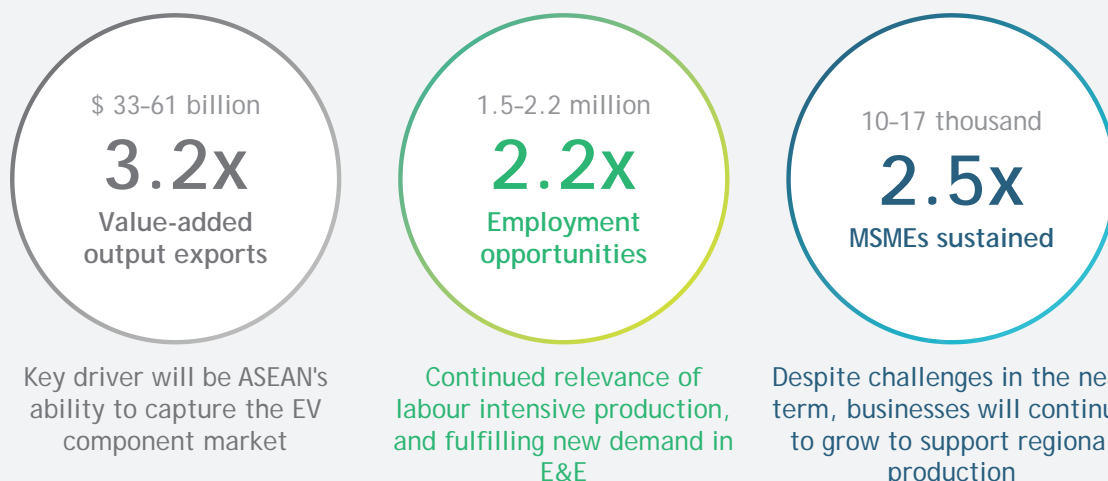 $ 33-61 billion
3.2x
Value-added
output exports
Key driver will be ASEAN's
ability to capture the EV
component market
1.5-2.2 million
2.2x
Employment
opportunities
Continued relevance of
labour intensive production,
and fulfilling new demand in
E&E
10-17 thousand
2.5x
MSMEs sustained
Despite challenges in the
term, businesses will
to grow to support
production